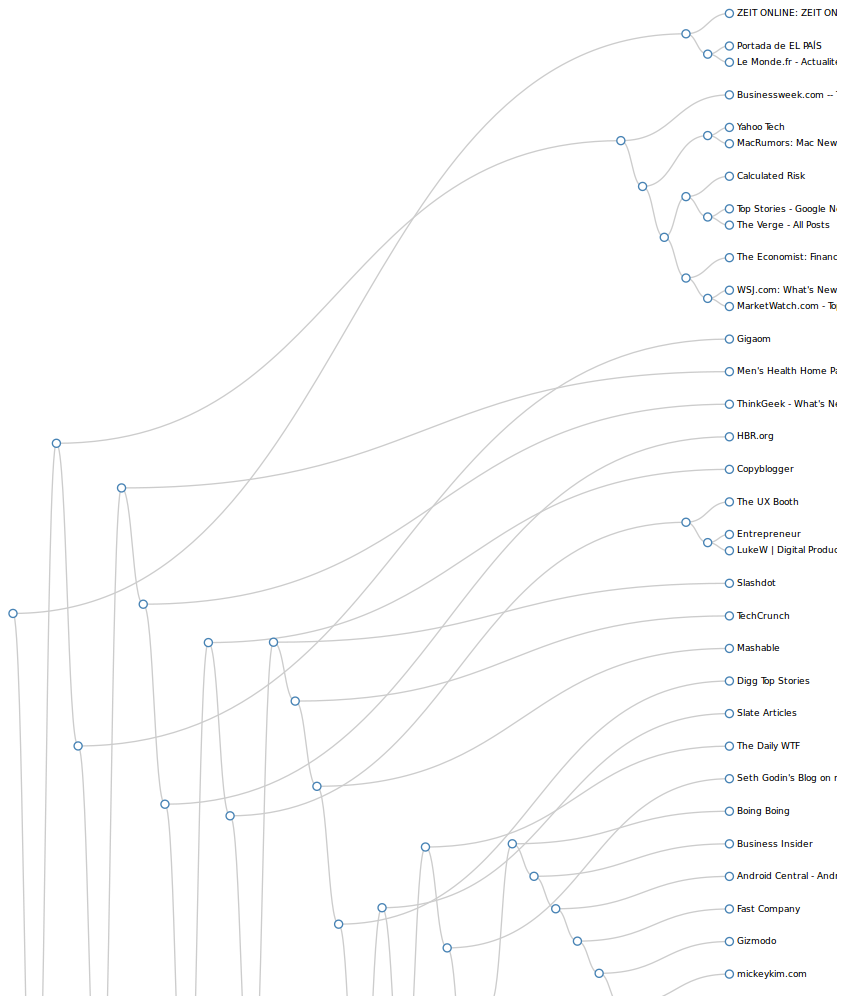 ZEIT ONLINE: ZEIT ON
Portada de EL PAÍS
Le Monde.fr - Actualité
Businessweek.com --
Yahoo Tech
MacRumors: Mac New
Calculated Risk
Top Stories - Google Ne
The Verge - All Posts
The Economist: Financ
WSJ.com: What's New
MarketWatch.com - To
Gigaom
Men's Health Home Pa
ThinkGeek - What's Ne
HBR.org
Copyblogger
The UX Booth
Entrepreneur
LukeW | Digital Produc
Slashdot
TechCrunch
Mashable
Digg Top Stories
Slate Articles
The Daily WTF
Seth Godin's Blog on
Boing Boing
Business Insider
Android Central - Andr
Fast Company
Gizmodo
mickeykim.com